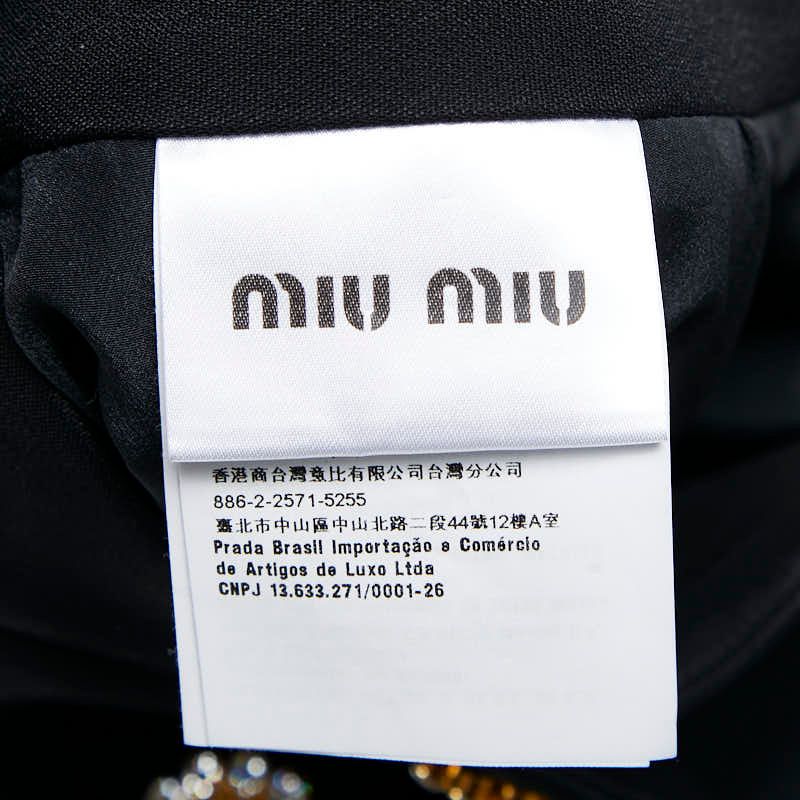 miu miu
香港商台灣意比有限公司台灣分公司
886-2-2571-5255
臺北市中山區中山北路二段44號12樓A室
Prada Brasil Importação e Comércio
de Artigos de Luxo Ltda
CNPJ 13.633.271/0001-26